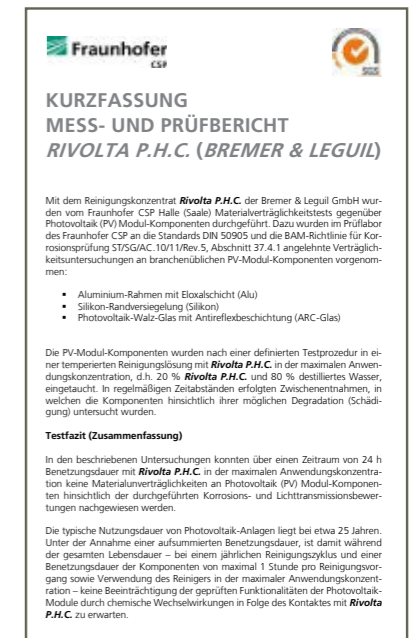 Fraunhofer
CSP
KURZFASSUNG
MESS- UND PRÜFBERICHT
RIVOLTA P.H.C. (BREMER & LEGUIL)
Mit dem Reinigungskonzentrat Rivolta P.H.C. der Bremer & Leguil GmbH wur-
den vom Fraunhofer CSP Halle (Saale) Materialverträglichkeitstests gegenüber
Photovoltaik (PV) Modul-Komponenten durchgeführt. Dazu wurden im Prüflabor
des Fraunhofer CSP an die Standards DIN 50905 und die BAM-Richtlinie für Kor-
rosionsprüfung ST/SG/AC.10/11/Rev.5, Abschnitt 37.4.1 angelehnte Verträglich-
keitsuntersuchungen an branchenüblichen PV-Modul-Komponenten vorgenom-
men:
▪ Aluminium-Rahmen mit Eloxalschicht (Alu)
▪ Silikon-Randversiegelung (Silikon)
▪ Photovoltaik-Walz-Glas mit Antireflexbeschichtung (ARC-Glas)
Die PV-Modul-Komponenten wurden nach einer definierten Testprozedur in ei-
ner temperierten Reinigungslösung mit Rivolta P.H.C. in der maximalen Anwen-
dungskonzentration, d.h. 20 % Rivolta P.H.C. und 80 % destilliertes Wasser,
eingetaucht. In regelmäßigen Zeitabständen erfolgten Zwischenentnahmen, in
welchen die Komponenten hinsichtlich ihrer möglichen Degradation (Schädi-
gung) untersucht wurden.
Testfazit (Zusammenfassung)
In den beschriebenen Untersuchungen konnten über einen Zeitraum von 24 h
Benetzungsdauer mit Rivolta P.H.C. in der maximalen Anwendungskonzentra-
tion keine Materialunverträglichkeiten an Photovoltaik (PV) Modul-Komponen-
ten hinsichtlich der durchgeführten Korrosions- und Lichttransmissionsbewer-
tungen nachgewiesen werden.
Die typische Nutzungsdauer von Photovoltaik-Anlagen liegt bei etwa 25 Jahren.
Unter der Annahme einer aufsummierten Benetzungsdauer, ist damit während
der gesamten Lebensdauer – bei einem jährlichen Reinigungszyklus und einer
Benetzungsdauer der Komponenten von maximal 1 Stunde pro Reinigungsvor-
gang sowie Verwendung des Reinigers in der maximaler Anwendungskonzent-
ration – keine Beeinträchtigung der geprüften Funktionalitäten der Photovoltaik-
Module durch chemische Wechselwirkungen in Folge des Kontaktes mit Rivolta
P.H.C. zu erwarten.